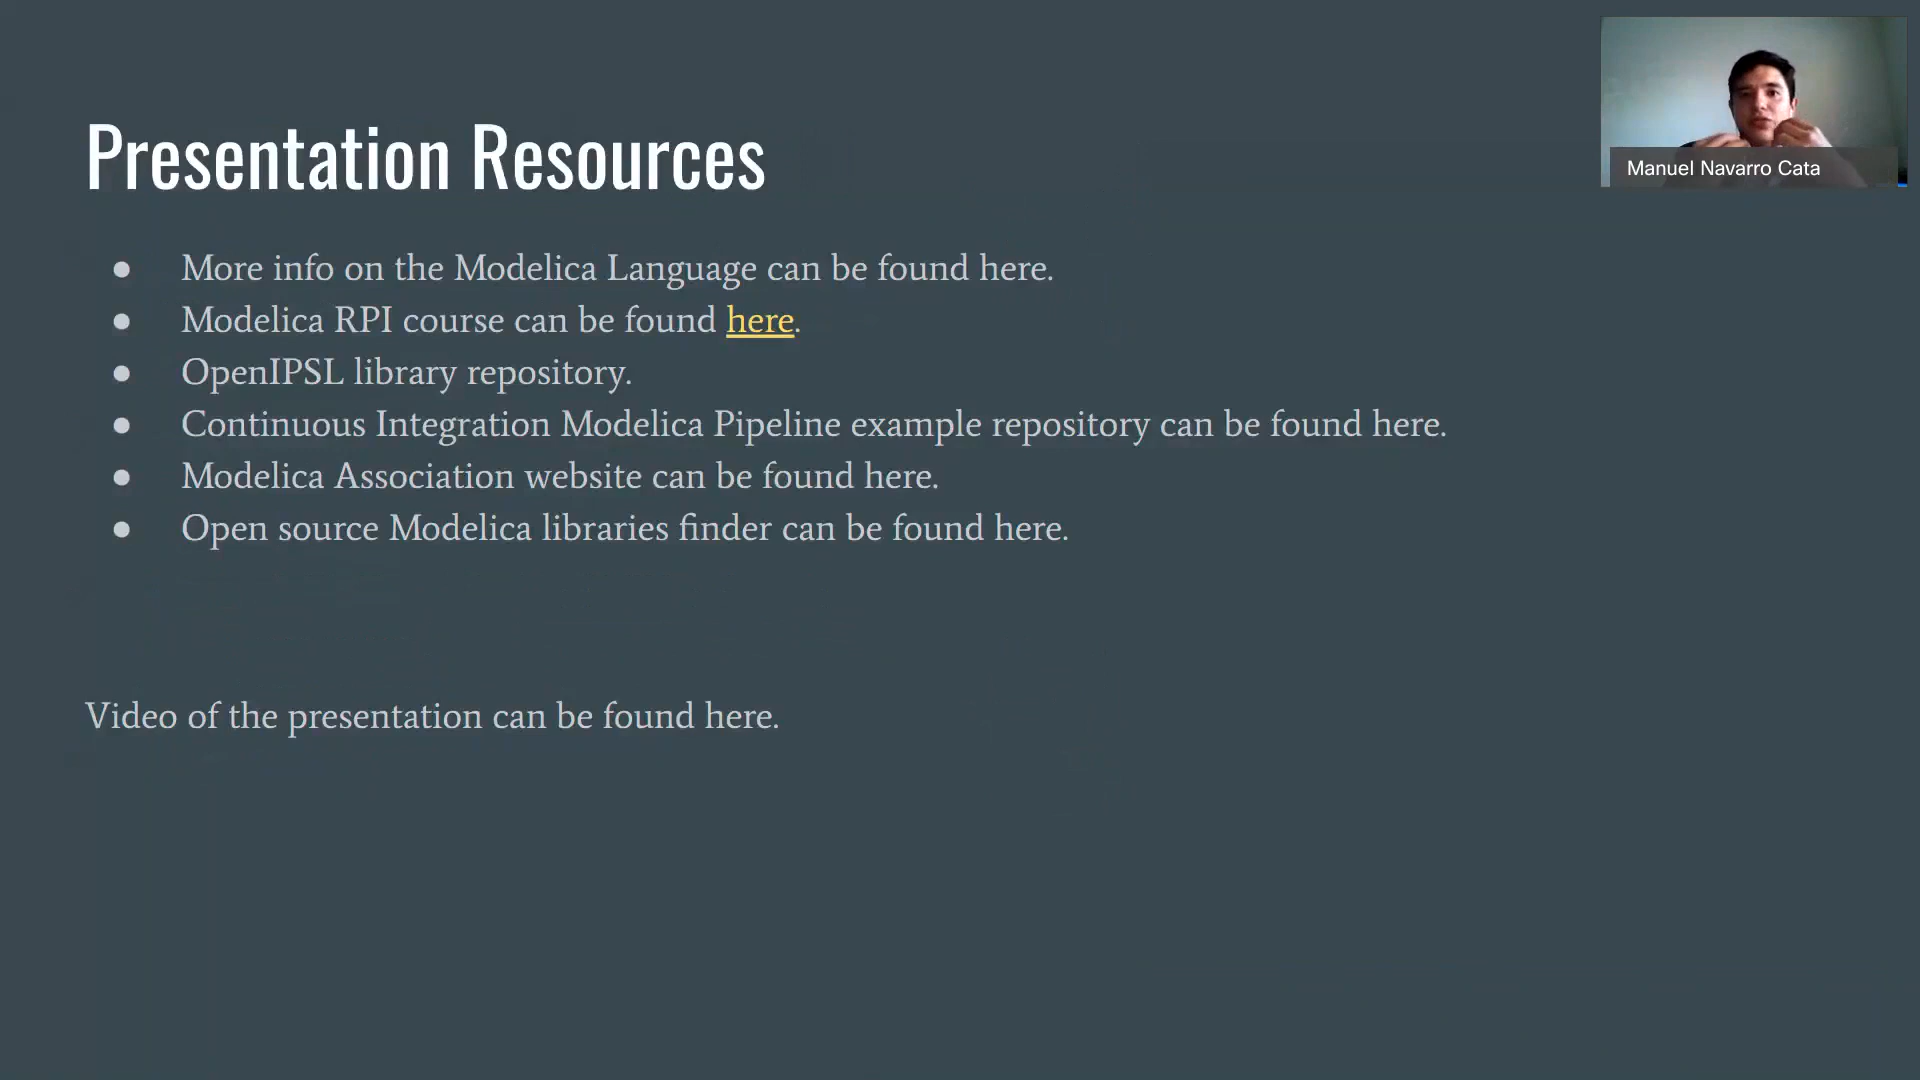 Presentation Resources
Manuel Navarro Cata
● More info on the Modelica Language can be found here.
● Modelica RPI course can be found here.
● OpenIPSL library repository.
● Continuous Integration Modelica Pipeline example repository can be found here.
● Modelica Association website can be found here.
● Open source Modelica libraries finder can be found here.
Video of the presentation can be found here.